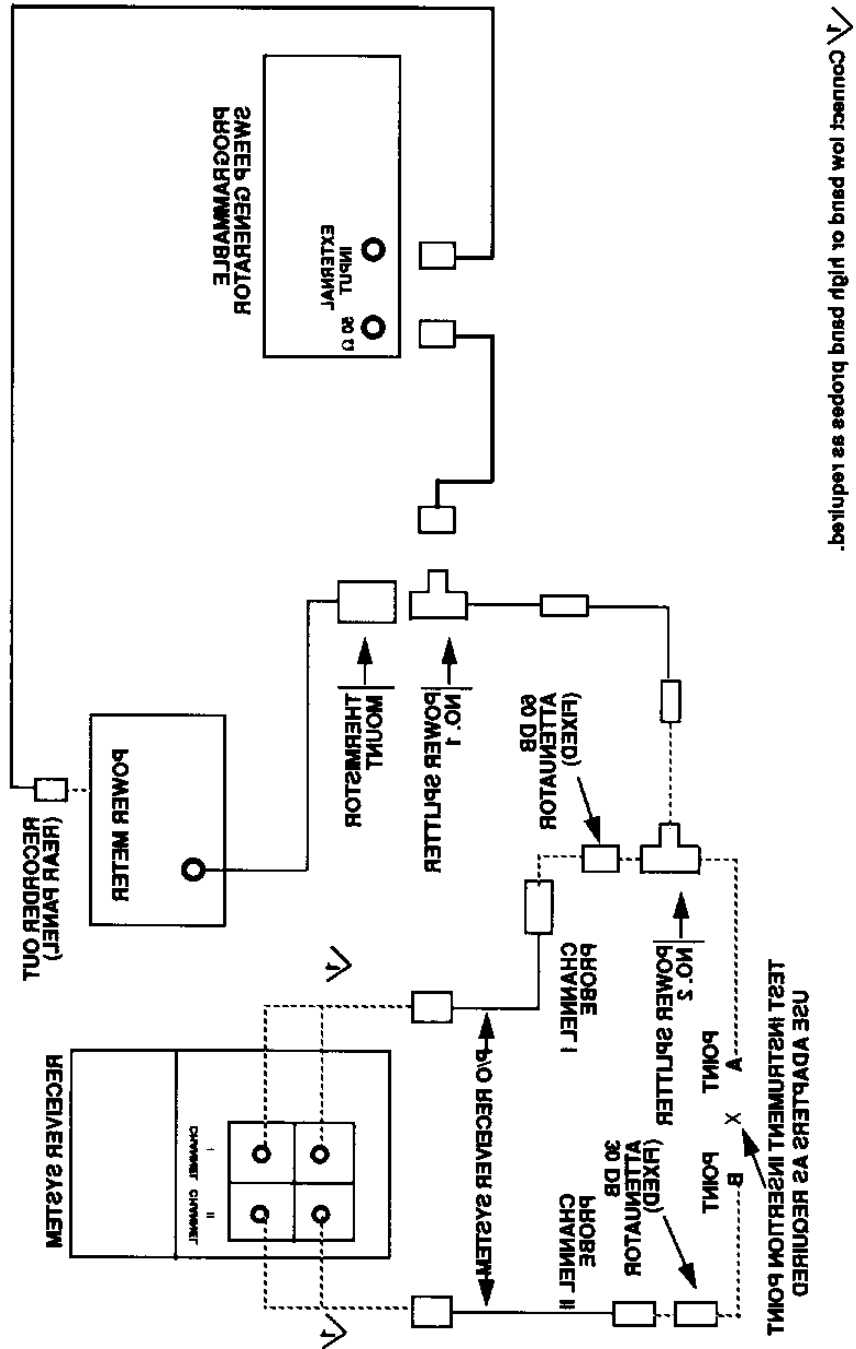 PROGRAMMABLE
SWEEP GENERATOR
EXTERNAL
INPUT
50 Ω
THERMISTOR
MOUNT
POWER SPLITTER
NO. 1
DB
ATTENUATOR
(FIXED)
POWER METER
RECORDER OUT
(REAR PANEL)
PROBE
CHANNEL I
POWER SPLITTER
NO. 2
USE ADAPTERS AS REQUIRED
TEST INSTRUMENT INSERTION POINT
POINT
A
X
POINT
B
30 DB
ATTENUATOR
(FIXED)
PROBE
CHANNEL II
P/O RECEIVER SYSTEM
RECEIVER SYSTEM
CHANNEL
I
CHANNEL
II
1
1
1 Connect low band or high band probes as required.